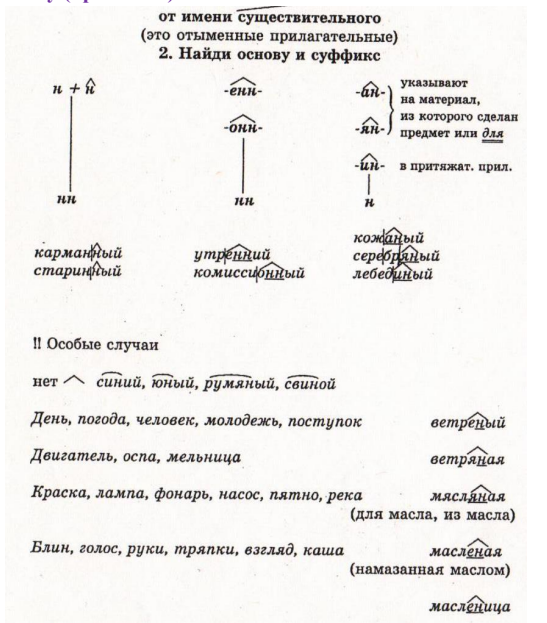 от имени существительного
(это отыменные прилагательные)
2. Найди основу и суффикс
н + н -енн- -ан- указывают
на материал,
-онн- -ян- из которого сделан
предмет или для
-ин- в притяжат. прил.
нн нн н
кожаный
карманный утренний серебряный
старинный комиссионный лебединый
!! Особые случаи
нет синий, юный, румяный, свиной
День, погода, человек, молодежь, поступок ветреный
Двигатель, оспа, мельница ветряная
Краска, лампа, фонарь, насос, пятно, река масляная
(для масла, из масла)
Блин, голос, руки, тряпки, взгляд, каша масленая
(намазанная маслом)
масленица